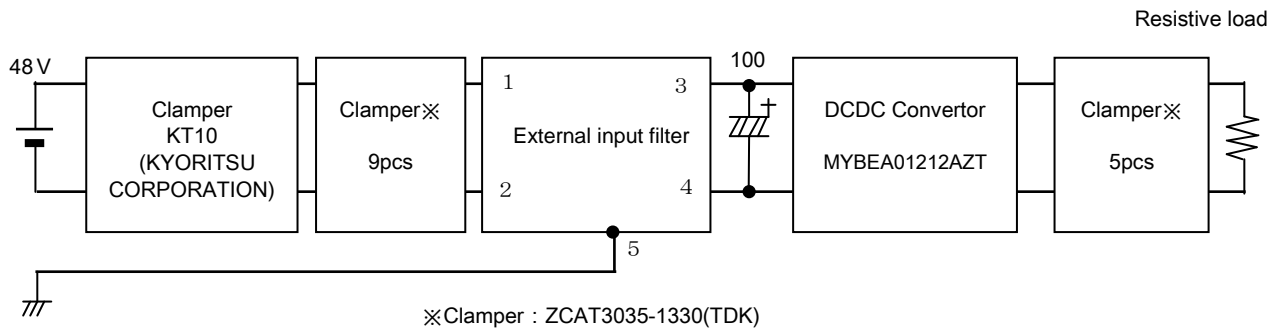 Resistive load
48V
Clamper
KT10
(KYORITSU
CORPORATION)
Clamper※
9pcs
1
2
External input filter
3
4
5
100
+
DCDC Convertor
MYBEA01212AZT
Clamper※
5pcs
※Clamper : ZCAT3035-1330(TDK)